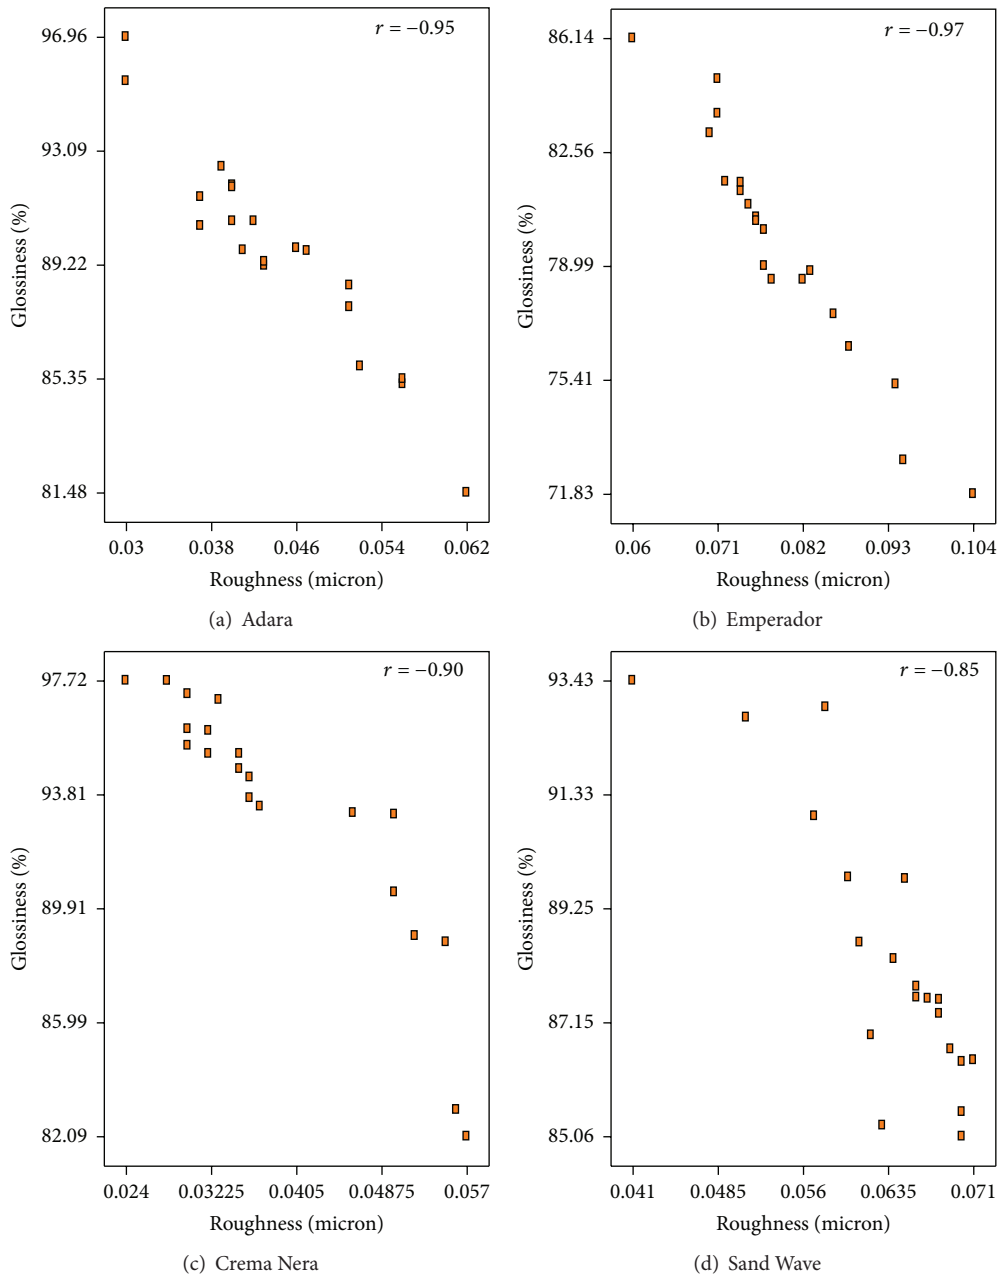 r = −0.95
96.96
93.09
89.22
85.35
81.48
Glossiness (%)
0.03 0.038 0.046 0.054 0.062
Roughness (micron)
(a) Adara
r = −0.97
86.14
82.56
78.99
75.41
71.83
Glossiness (%)
0.06 0.071 0.082 0.093 0.104
Roughness (micron)
(b) Emperador
r = −0.90
97.72
93.81
89.91
85.99
82.09
Glossiness (%)
0.024 0.03225 0.0405 0.04875 0.057
Roughness (micron)
(c) Crema Nera
r = −0.85
93.43
91.33
89.25
87.15
85.06
Glossiness (%)
0.041 0.0485 0.056 0.0635 0.071
Roughness (micron)
(d) Sand Wave